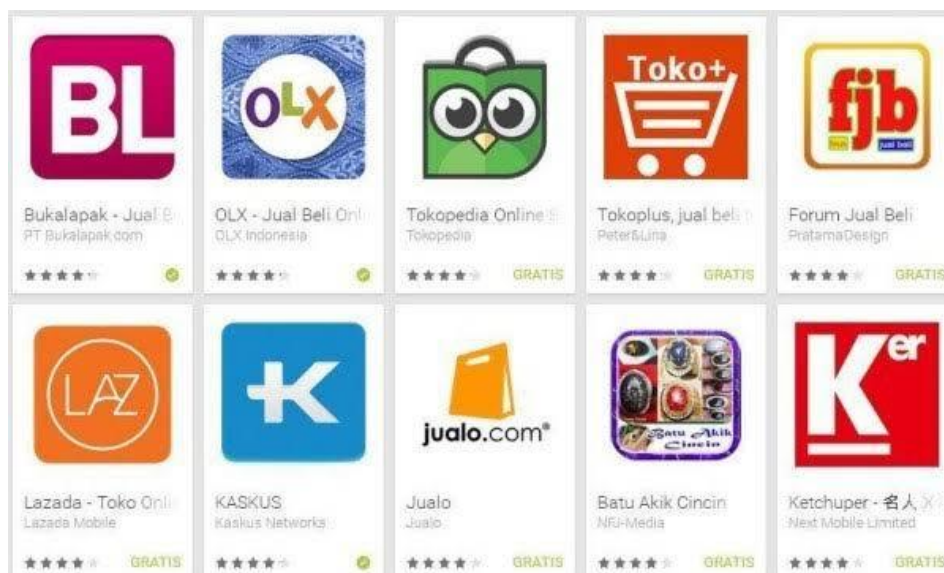 BL
OLX
Toko+
fjb
jual beli
Bukalapak - Jual B
PT Bukalapak.com
OLX - Jual Beli Onli
OLX Indonesia
Tokopedia Online S
Tokopedia
GRATIS
Tokoplus, jual beli
Peter&Lina
GRATIS
Forum Jual Beli
PratamaDesign
GRATIS
LAZ
K
jualo.com®
Batu Akik
Cincin
Ker
Lazada - Toko Onli
Lazada Mobile
GRATIS
KASKUS
Kaskus Networks
Jualo
Jualo
GRATIS
Batu Akik Cincin
NFJ-Media
GRATIS
Ketchuper - 名人 X
Next Mobile Limited
GRATIS